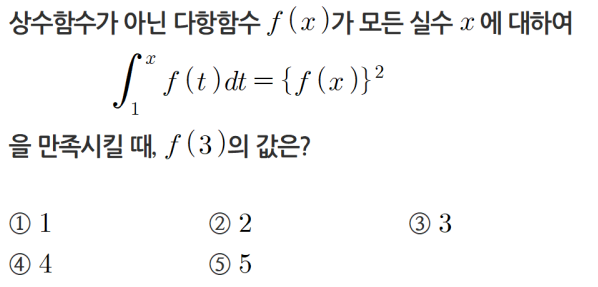 상수함수가 아닌 다항함수 f(x)가 모든 실수 x에 대하여
∫₁ˣ f(t)dt = {f(x)}²
을 만족시킬 때, f(3)의 값은?
① 1 ② 2 ③ 3
④ 4 ⑤ 5